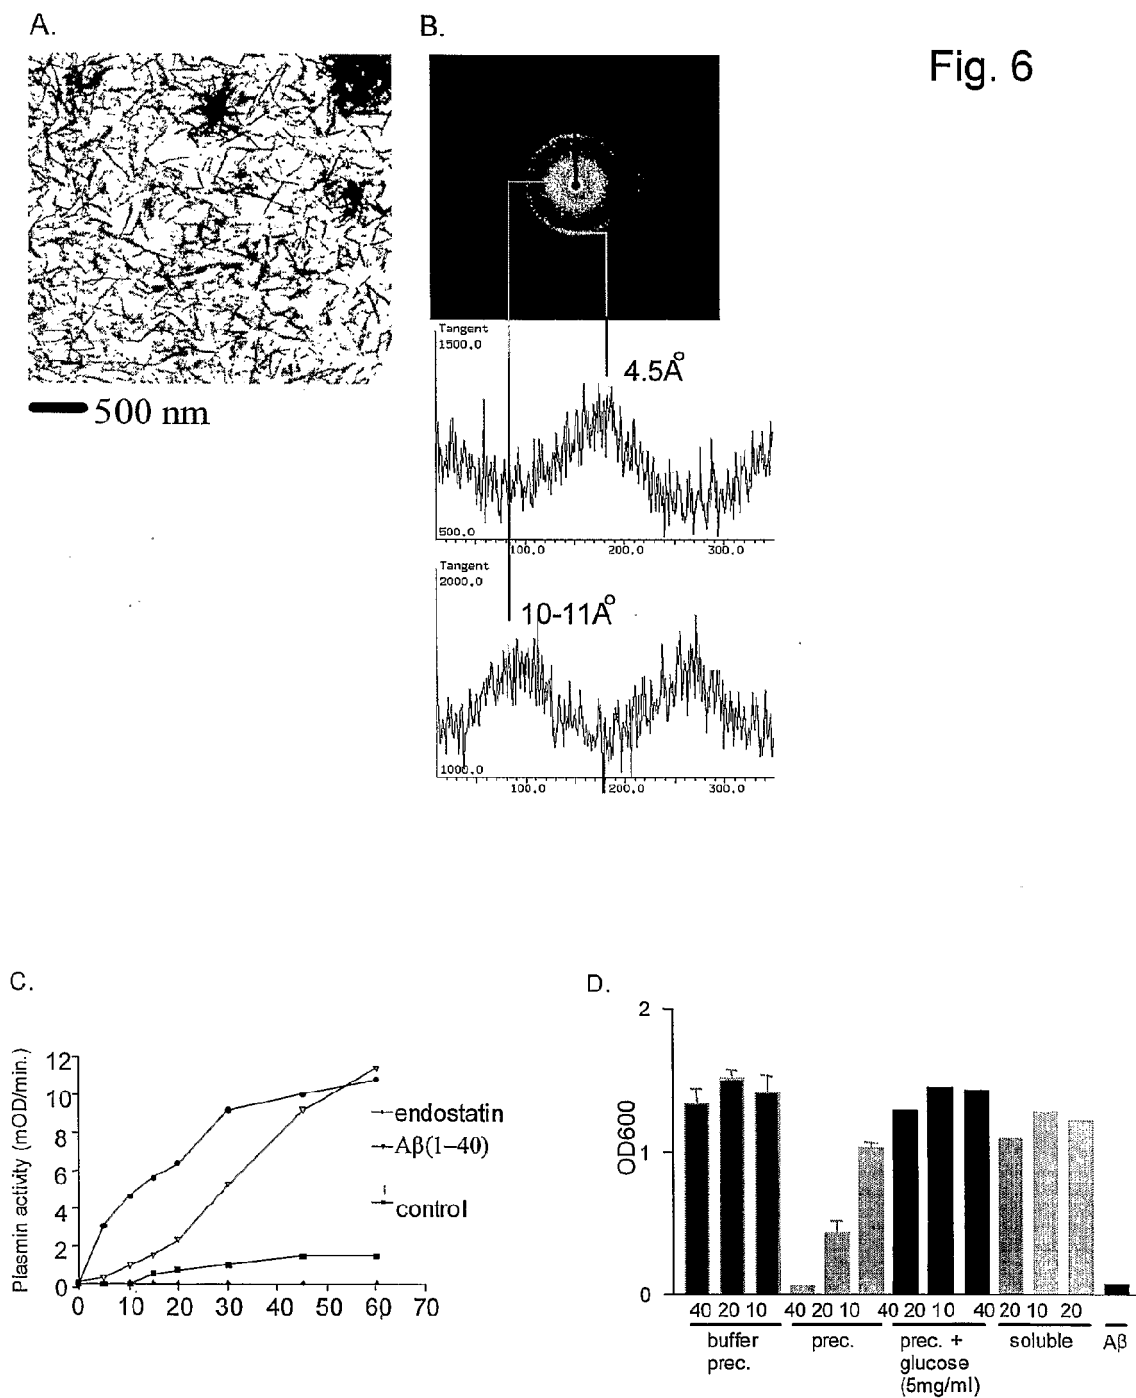 A.
B.
Fig. 6
500 nm
Tangent
1500.0
4.5Å
500.0
100.0 200.0 300.0
Tangent
2000.0
10-11Å
1000.0
100.0 200.0 300.0
C.
Plasmin activity (mOD/min.)
12
10
8
6
4
2
0
0 10 20 30 40 50 60 70
endostatin
Aβ(1–40)
control
D.
OD600
2
1
0
40 20 10 40 20 10 40 20 10 40 20 10 20
buffer prec.
prec.
prec. + glucose (5mg/ml)
soluble
Aβ